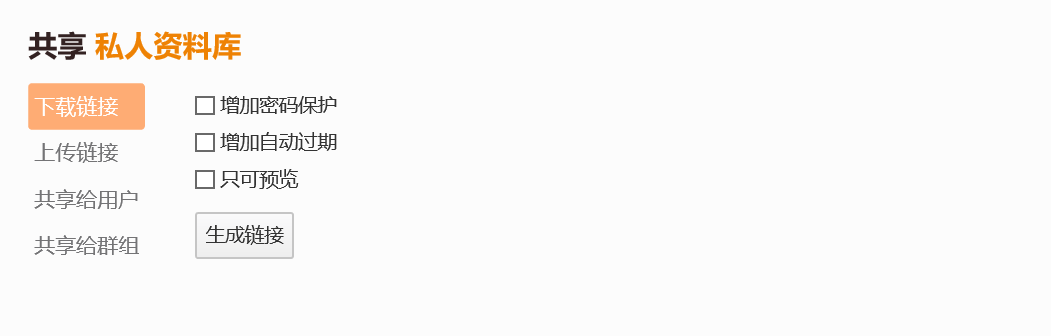 共享 私人资料库
下载链接
上传链接
共享给用户
共享给群组
增加密码保护
增加自动过期
只可预览
生成链接